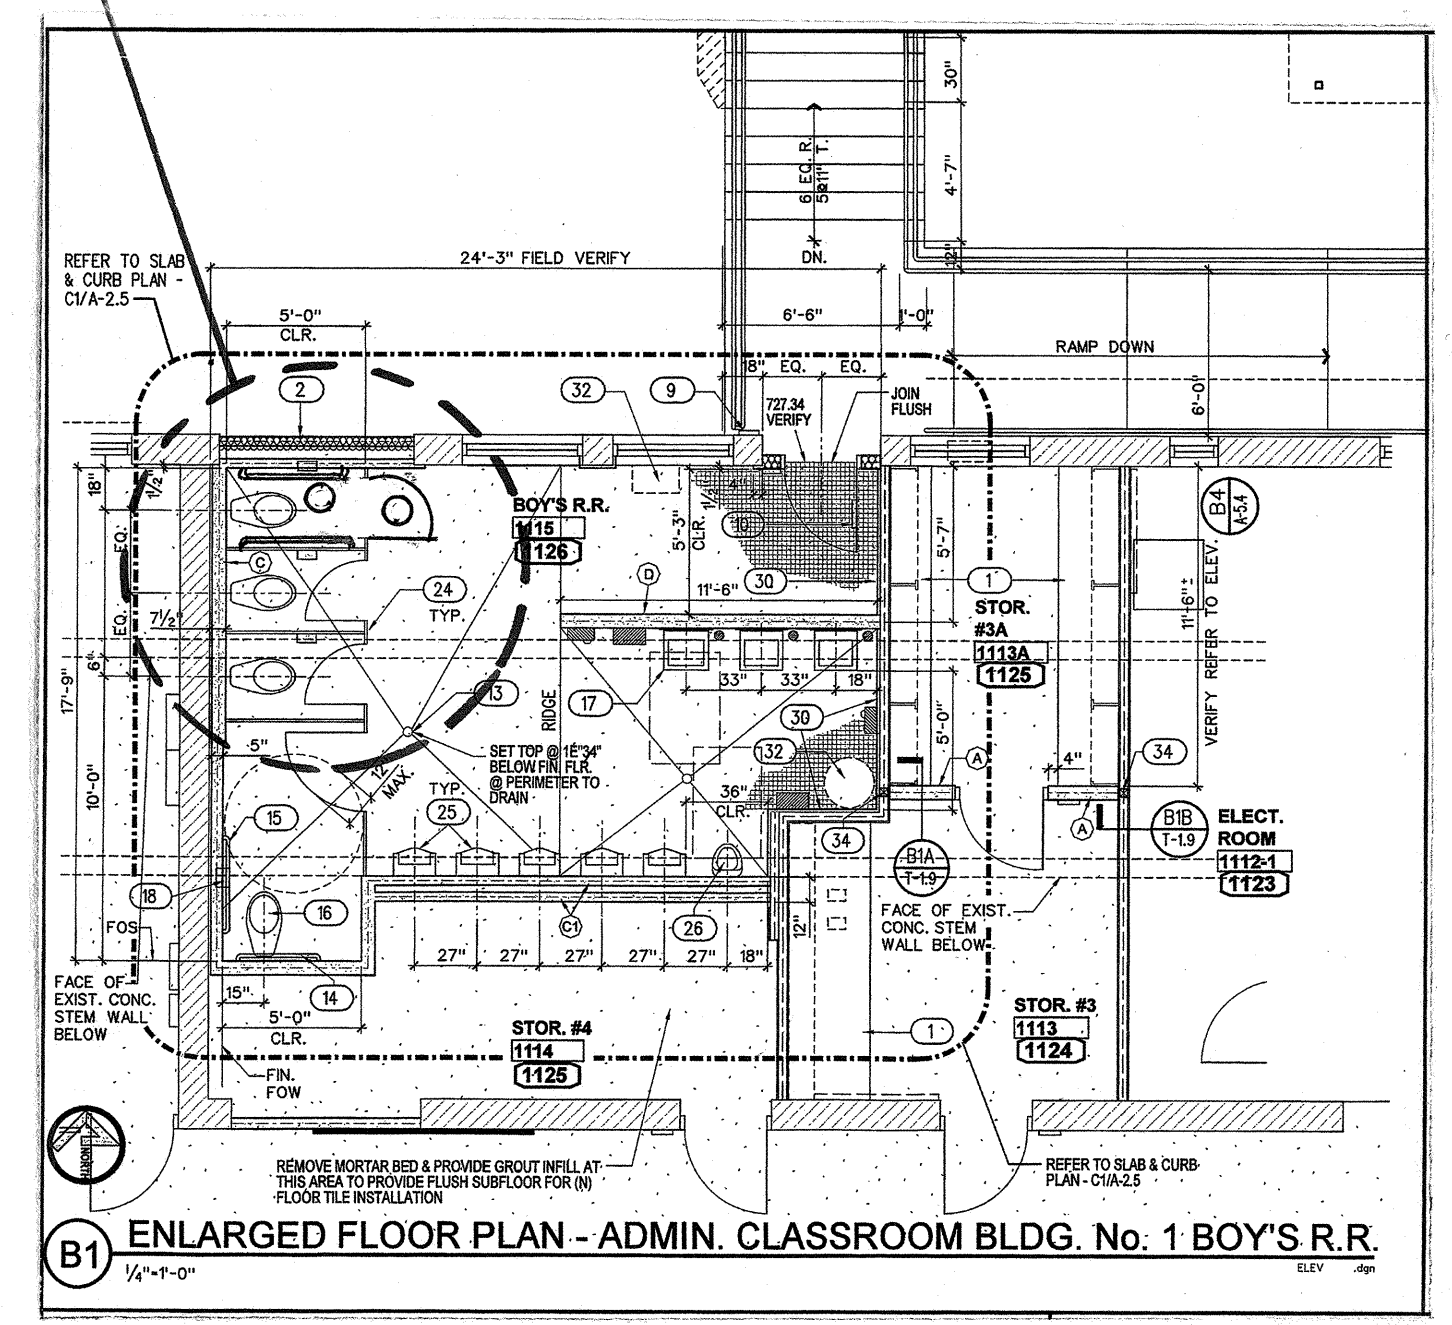 30"
4'-7"
12"
6 EQ. R.
5@11" T.
DN.
REFER TO SLAB
& CURB PLAN -
C1/A-2.5
24'-3" FIELD VERIFY
5'-0"
CLR.
6'-6"
1'-0"
RAMP DOWN
6'-0"
18"
EQ.
EQ.
2
32
9
727.34
VERIFY
JOIN
FLUSH
18"
1½"
BOY'S R.R.
1115
1126
5'-3"
CLR.
1½"
4"
10
5'-7"
B4
A-5.4
EQ.
EQ.
C
24
TYP.
D
11'-6"
30
1
STOR.
#3A
1113A
1125
11'-6"±
VERIFY REFER TO ELEV.
7½"
6"
17'-9"
13
RIDGE
17
33"
33"
18"
30
5'-0"
5"
SET TOP @
BELOW FIN. FLR.
@ PERIMETER TO
DRAIN
12"
MAX.
32
A
4"
34
10'-0"
15
TYP.
25
36"
CLR.
34
A
B1B
T-1.9
ELECT.
ROOM
1112-1
1123
B1A
T-1.9
18
16
FOS
C1
26
12"
FACE OF EXIST.
CONC. STEM
WALL BELOW
27"
27"
27"
27"
27"
18"
FACE OF
EXIST. CONC.
STEM WALL
BELOW
15"
14
5'-0"
CLR.
STOR. #4
1114
1125
1
STOR. #3
1113
1124
FIN.
FOW
NORTH
REMOVE MORTAR BED & PROVIDE GROUT INFILL AT
THIS AREA TO PROVIDE FLUSH SUBFLOOR FOR (N)
FLOOR TILE INSTALLATION
REFER TO SLAB & CURB
PLAN - C1/A-2.5
B1
ENLARGED FLOOR PLAN - ADMIN. CLASSROOM BLDG. No. 1 BOY'S R.R.
¼"=1'-0"
ELEV .dgn